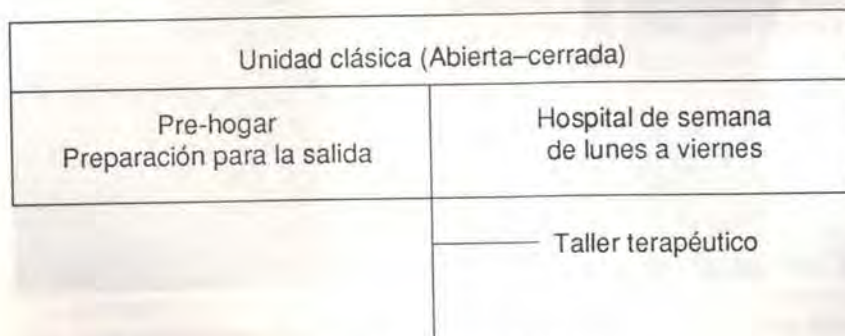 Unidad clásica (Abierta–cerrada)
Pre-hogar
Preparación para la salida
Hospital de semana
de lunes a viernes
Taller terapéutico